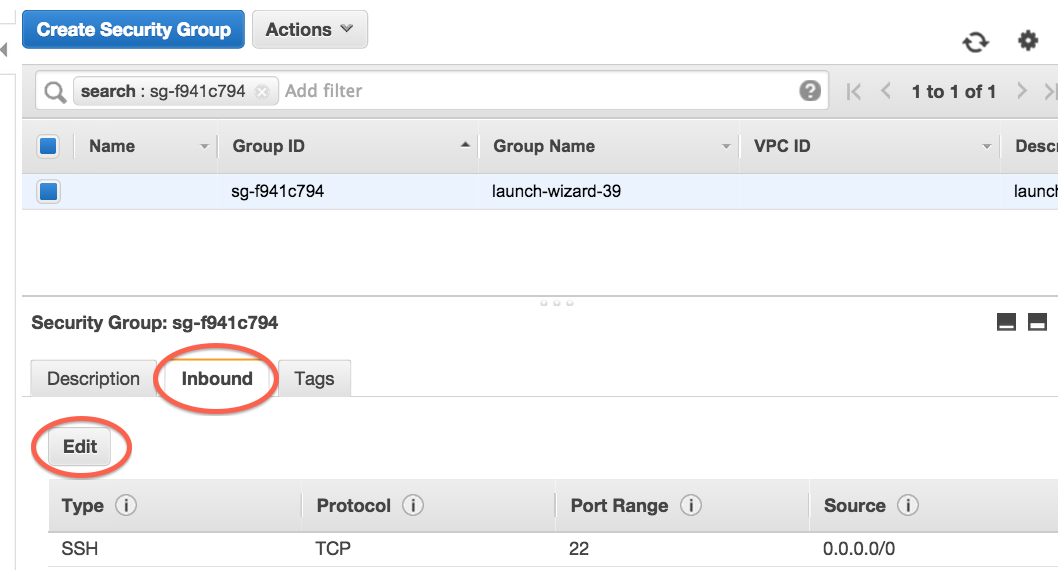 Create Security Group Actions
search : sg-f941c794 Add filter 1 to 1 of 1
Name Group ID Group Name VPC ID
sg-f941c794 launch-wizard-39
Security Group: sg-f941c794
Description Inbound Tags
Edit
Type Protocol Port Range Source
SSH TCP 22 0.0.0.0/0